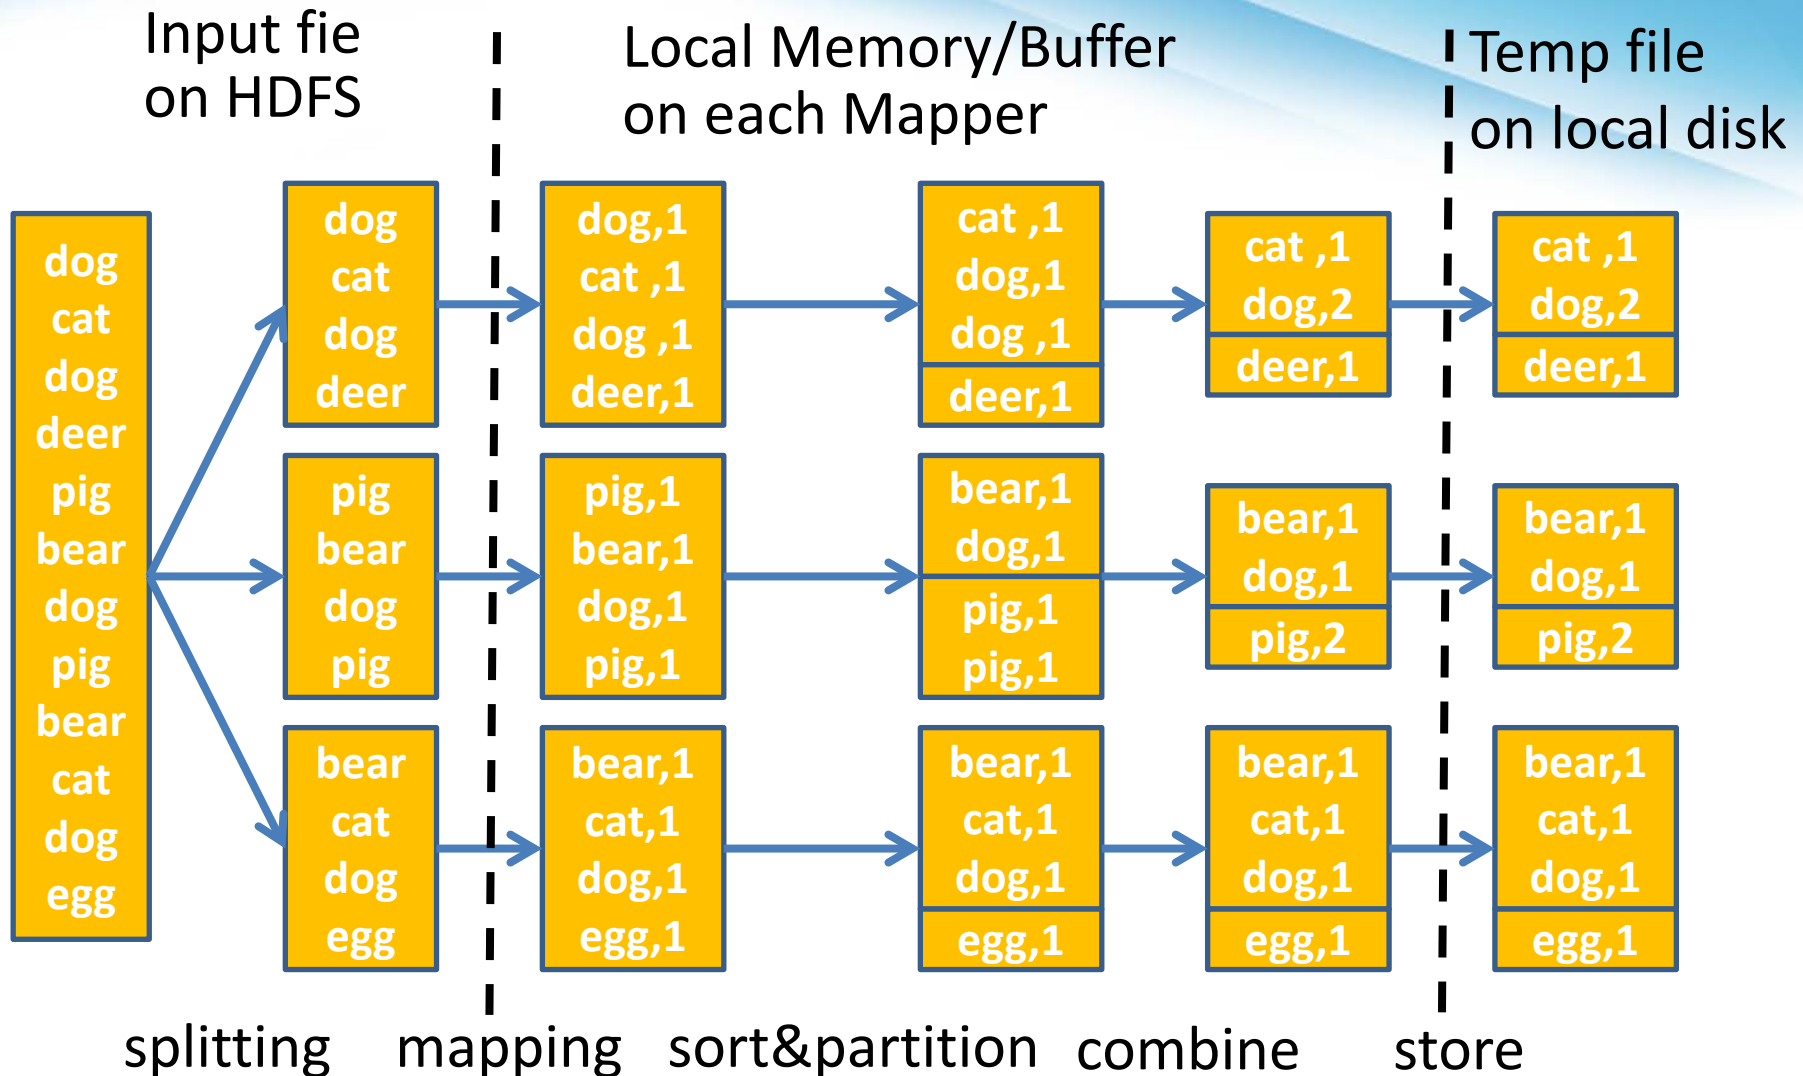 Input fie
on HDFS
Local Memory/Buffer
on each Mapper
Temp file
on local disk
dog
cat
dog
deer
pig
bear
dog
pig
bear
cat
dog
egg
dog
cat
dog
deer
pig
bear
dog
pig
bear
cat
dog
egg
dog,1
cat ,1
dog ,1
deer,1
pig,1
bear,1
dog,1
pig,1
bear,1
cat,1
dog,1
egg,1
cat ,1
dog,1
dog ,1
deer,1
bear,1
dog,1
pig,1
pig,1
bear,1
cat,1
dog,1
egg,1
cat ,1
dog,2
deer,1
bear,1
dog,1
pig,2
bear,1
cat,1
dog,1
egg,1
cat ,1
dog,2
deer,1
bear,1
dog,1
pig,2
bear,1
cat,1
dog,1
egg,1
splitting
mapping
sort&partition
combine
store